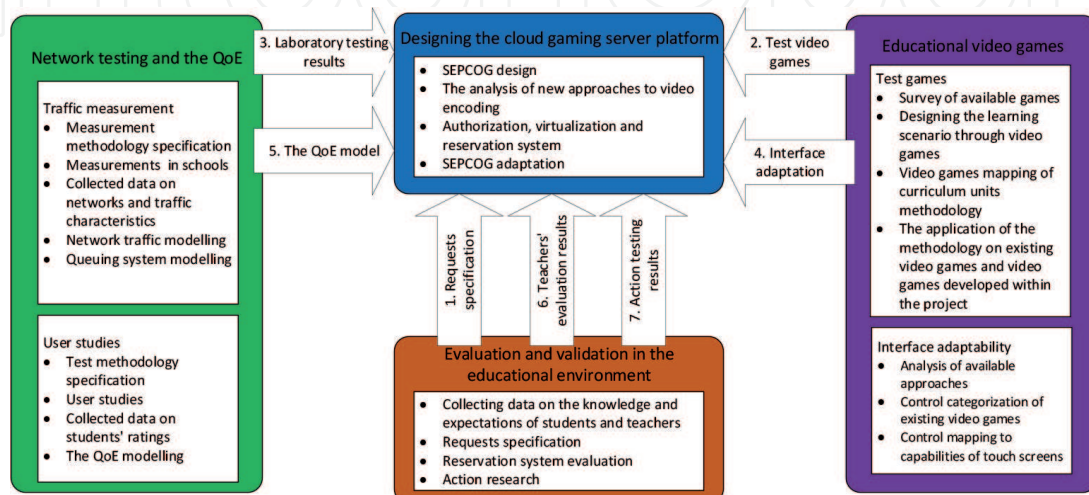 Network testing and the QoE
Traffic measurement
● Measurement
methodology specification
● Measurements in schools
● Collected data on
networks and traffic
characteristics
● Network traffic modelling
● Queuing system modelling
User studies
● Test methodology
specification
● User studies
● Collected data on
students' ratings
● The QoE modelling
3. Laboratory testing
results
5. The QoE model
Designing the cloud gaming server platform
● SEPCOG design
● The analysis of new approaches to video
encoding
● Authorization, virtualization and
reservation system
● SEPCOG adaptation
2. Test video
games
4. Interface
adaptation
1. Requests
specification
6. Teachers'
evaluation results
7. Action testing
results
Evaluation and validation in the
educational environment
● Collecting data on the knowledge and
expectations of students and teachers
● Requests specification
● Reservation system evaluation
● Action research
Educational video games
Test games
● Survey of available games
● Designing the learning
scenario through video
games
● Video games mapping of
curriculum units
methodology
● The application of the
methodology on existing
video games and video
games developed within
the project
Interface adaptability
● Analysis of available
approaches
● Control categorization of
existing video games
● Control mapping to
capabilities of touch screens